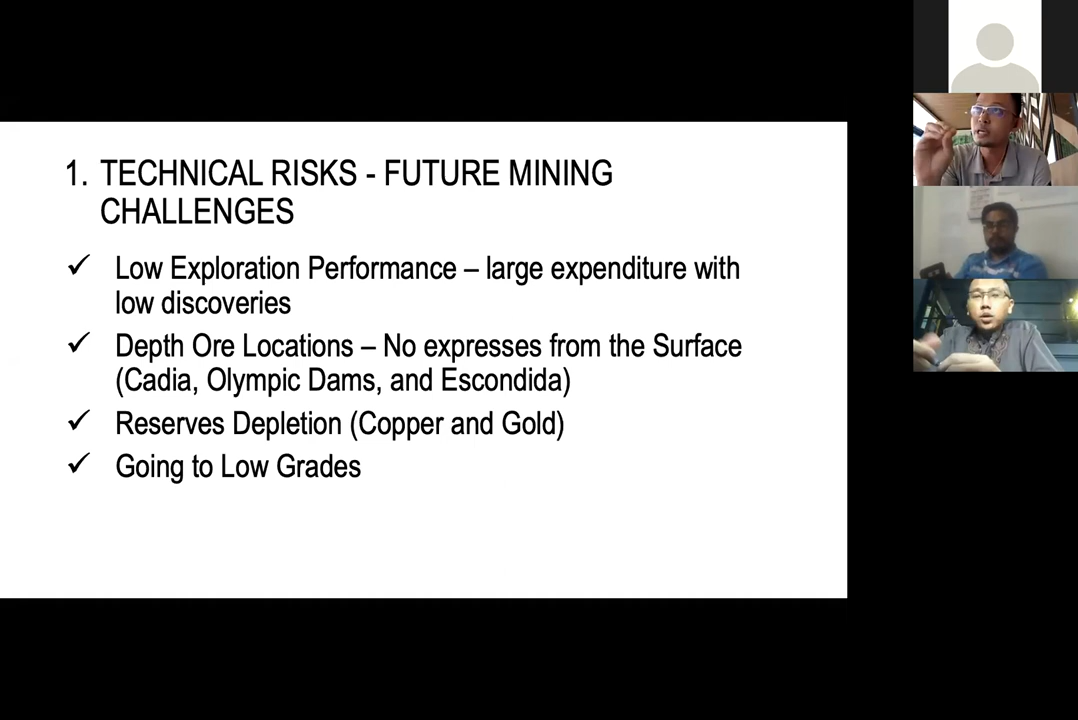 1. TECHNICAL RISKS - FUTURE MINING
CHALLENGES
✓ Low Exploration Performance – large expenditure with
low discoveries
✓ Depth Ore Locations – No expresses from the Surface
(Cadia, Olympic Dams, and Escondida)
✓ Reserves Depletion (Copper and Gold)
✓ Going to Low Grades